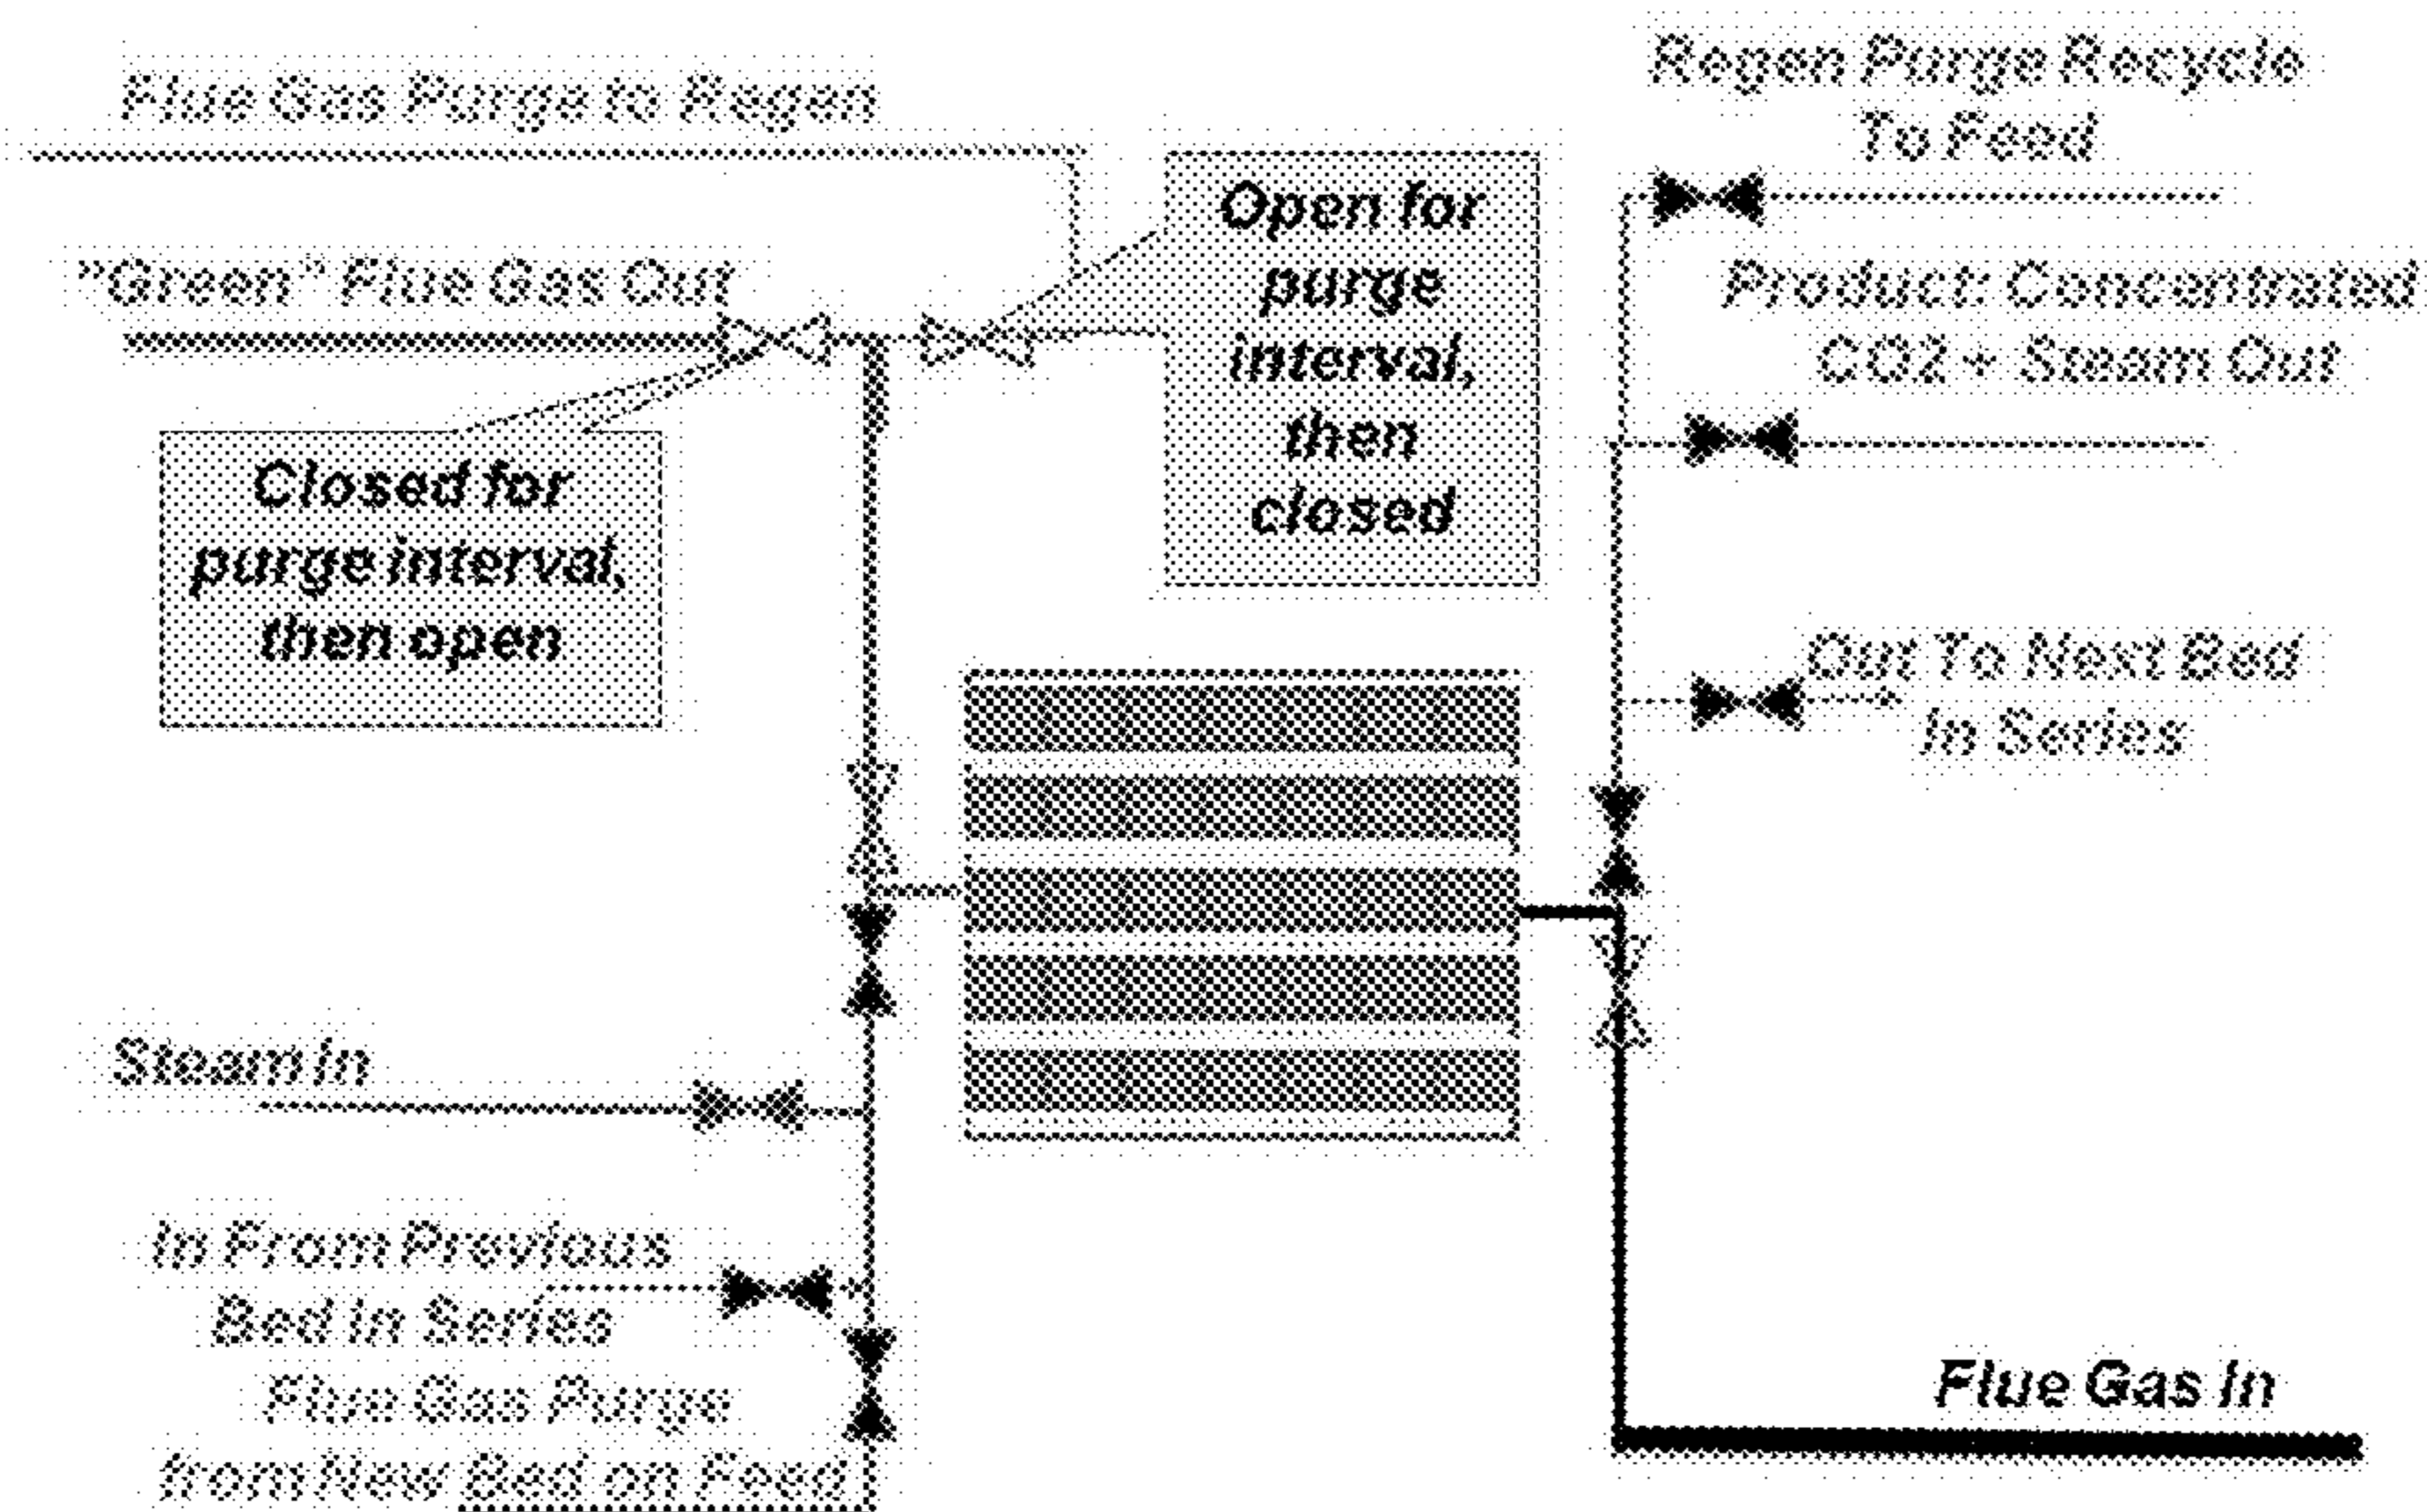 Flue Gas Purge to Regen
"Green" Flue Gas Out
Closed for
purge interval,
then open
Open for
purge
interval,
then
closed
Regen Purge Recycle
To Feed
Product: Concentrated
CO2 + Steam Out
Out To Next Bed
In Series
Steam In
In From Previous
Bed in Series
Flue Gas Purge
from New Bed on Feed
Flue Gas In